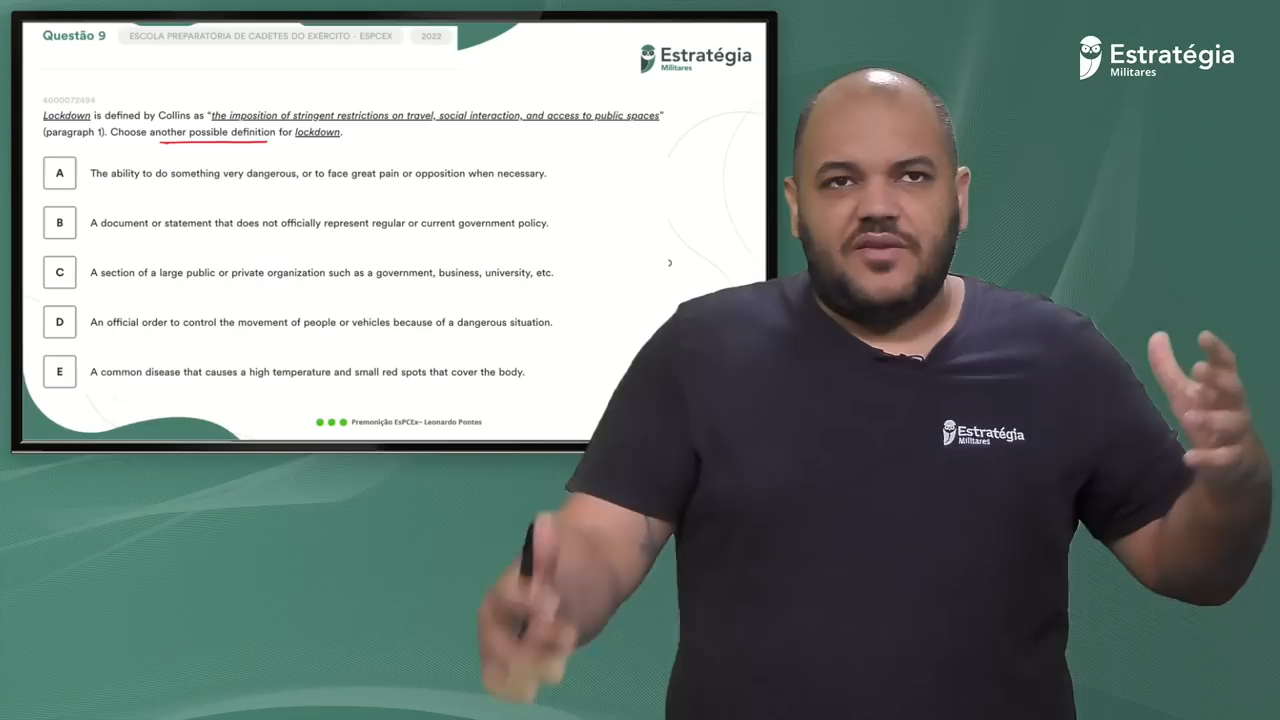 Questão 9
ESCOLA PREPARATÓRIA DE CADETES DO EXÉRCITO - ESPCEX
2022
Estratégia
Militares
4000072494
Lockdown is defined by Collins as “the imposition of stringent restrictions on travel, social interaction, and access to public spaces”
(paragraph 1). Choose another possible definition for lockdown.
A The ability to do something very dangerous, or to face great pain or opposition when necessary.
B A document or statement that does not officially represent regular or current government policy.
C A section of a large public or private organization such as a government, business, university, etc.
D An official order to control the movement of people or vehicles because of a dangerous situation.
E A common disease that causes a high temperature and small red spots that cover the body.
Premonição EsPCEx– Leonardo Pontes
Estratégia
Militares
Estratégia
Militares